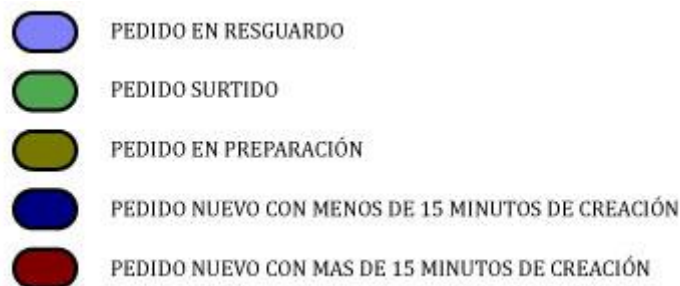 PEDIDO EN RESGUARDO
PEDIDO SURTIDO
PEDIDO EN PREPARACIÓN
PEDIDO NUEVO CON MENOS DE 15 MINUTOS DE CREACIÓN
PEDIDO NUEVO CON MAS DE 15 MINUTOS DE CREACIÓN